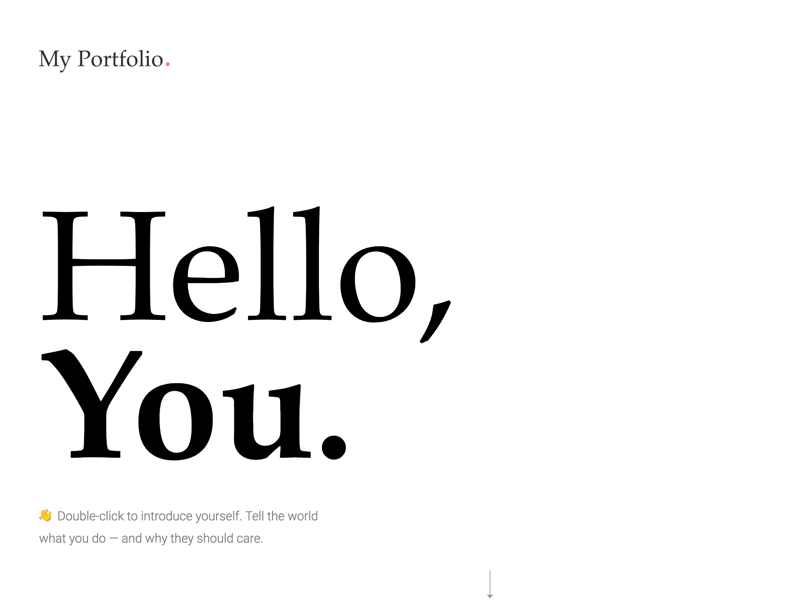 My Portfolio.
Hello,
You.
👋 Double-click to introduce yourself. Tell the world
what you do — and why they should care.